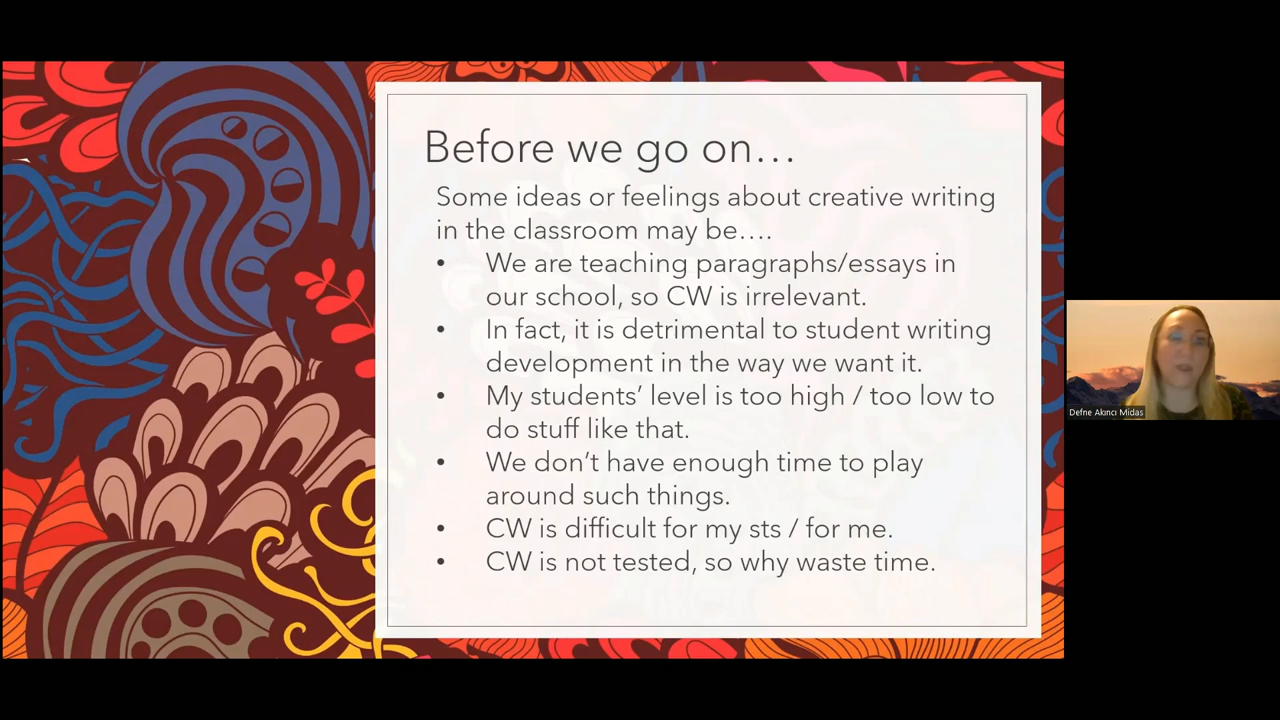 Before we go on…
Some ideas or feelings about creative writing
in the classroom may be….
• We are teaching paragraphs/essays in
our school, so CW is irrelevant.
• In fact, it is detrimental to student writing
development in the way we want it.
• My students’ level is too high / too low to
do stuff like that.
• We don’t have enough time to play
around such things.
• CW is difficult for my sts / for me.
• CW is not tested, so why waste time.
Defne Akıncı Midas